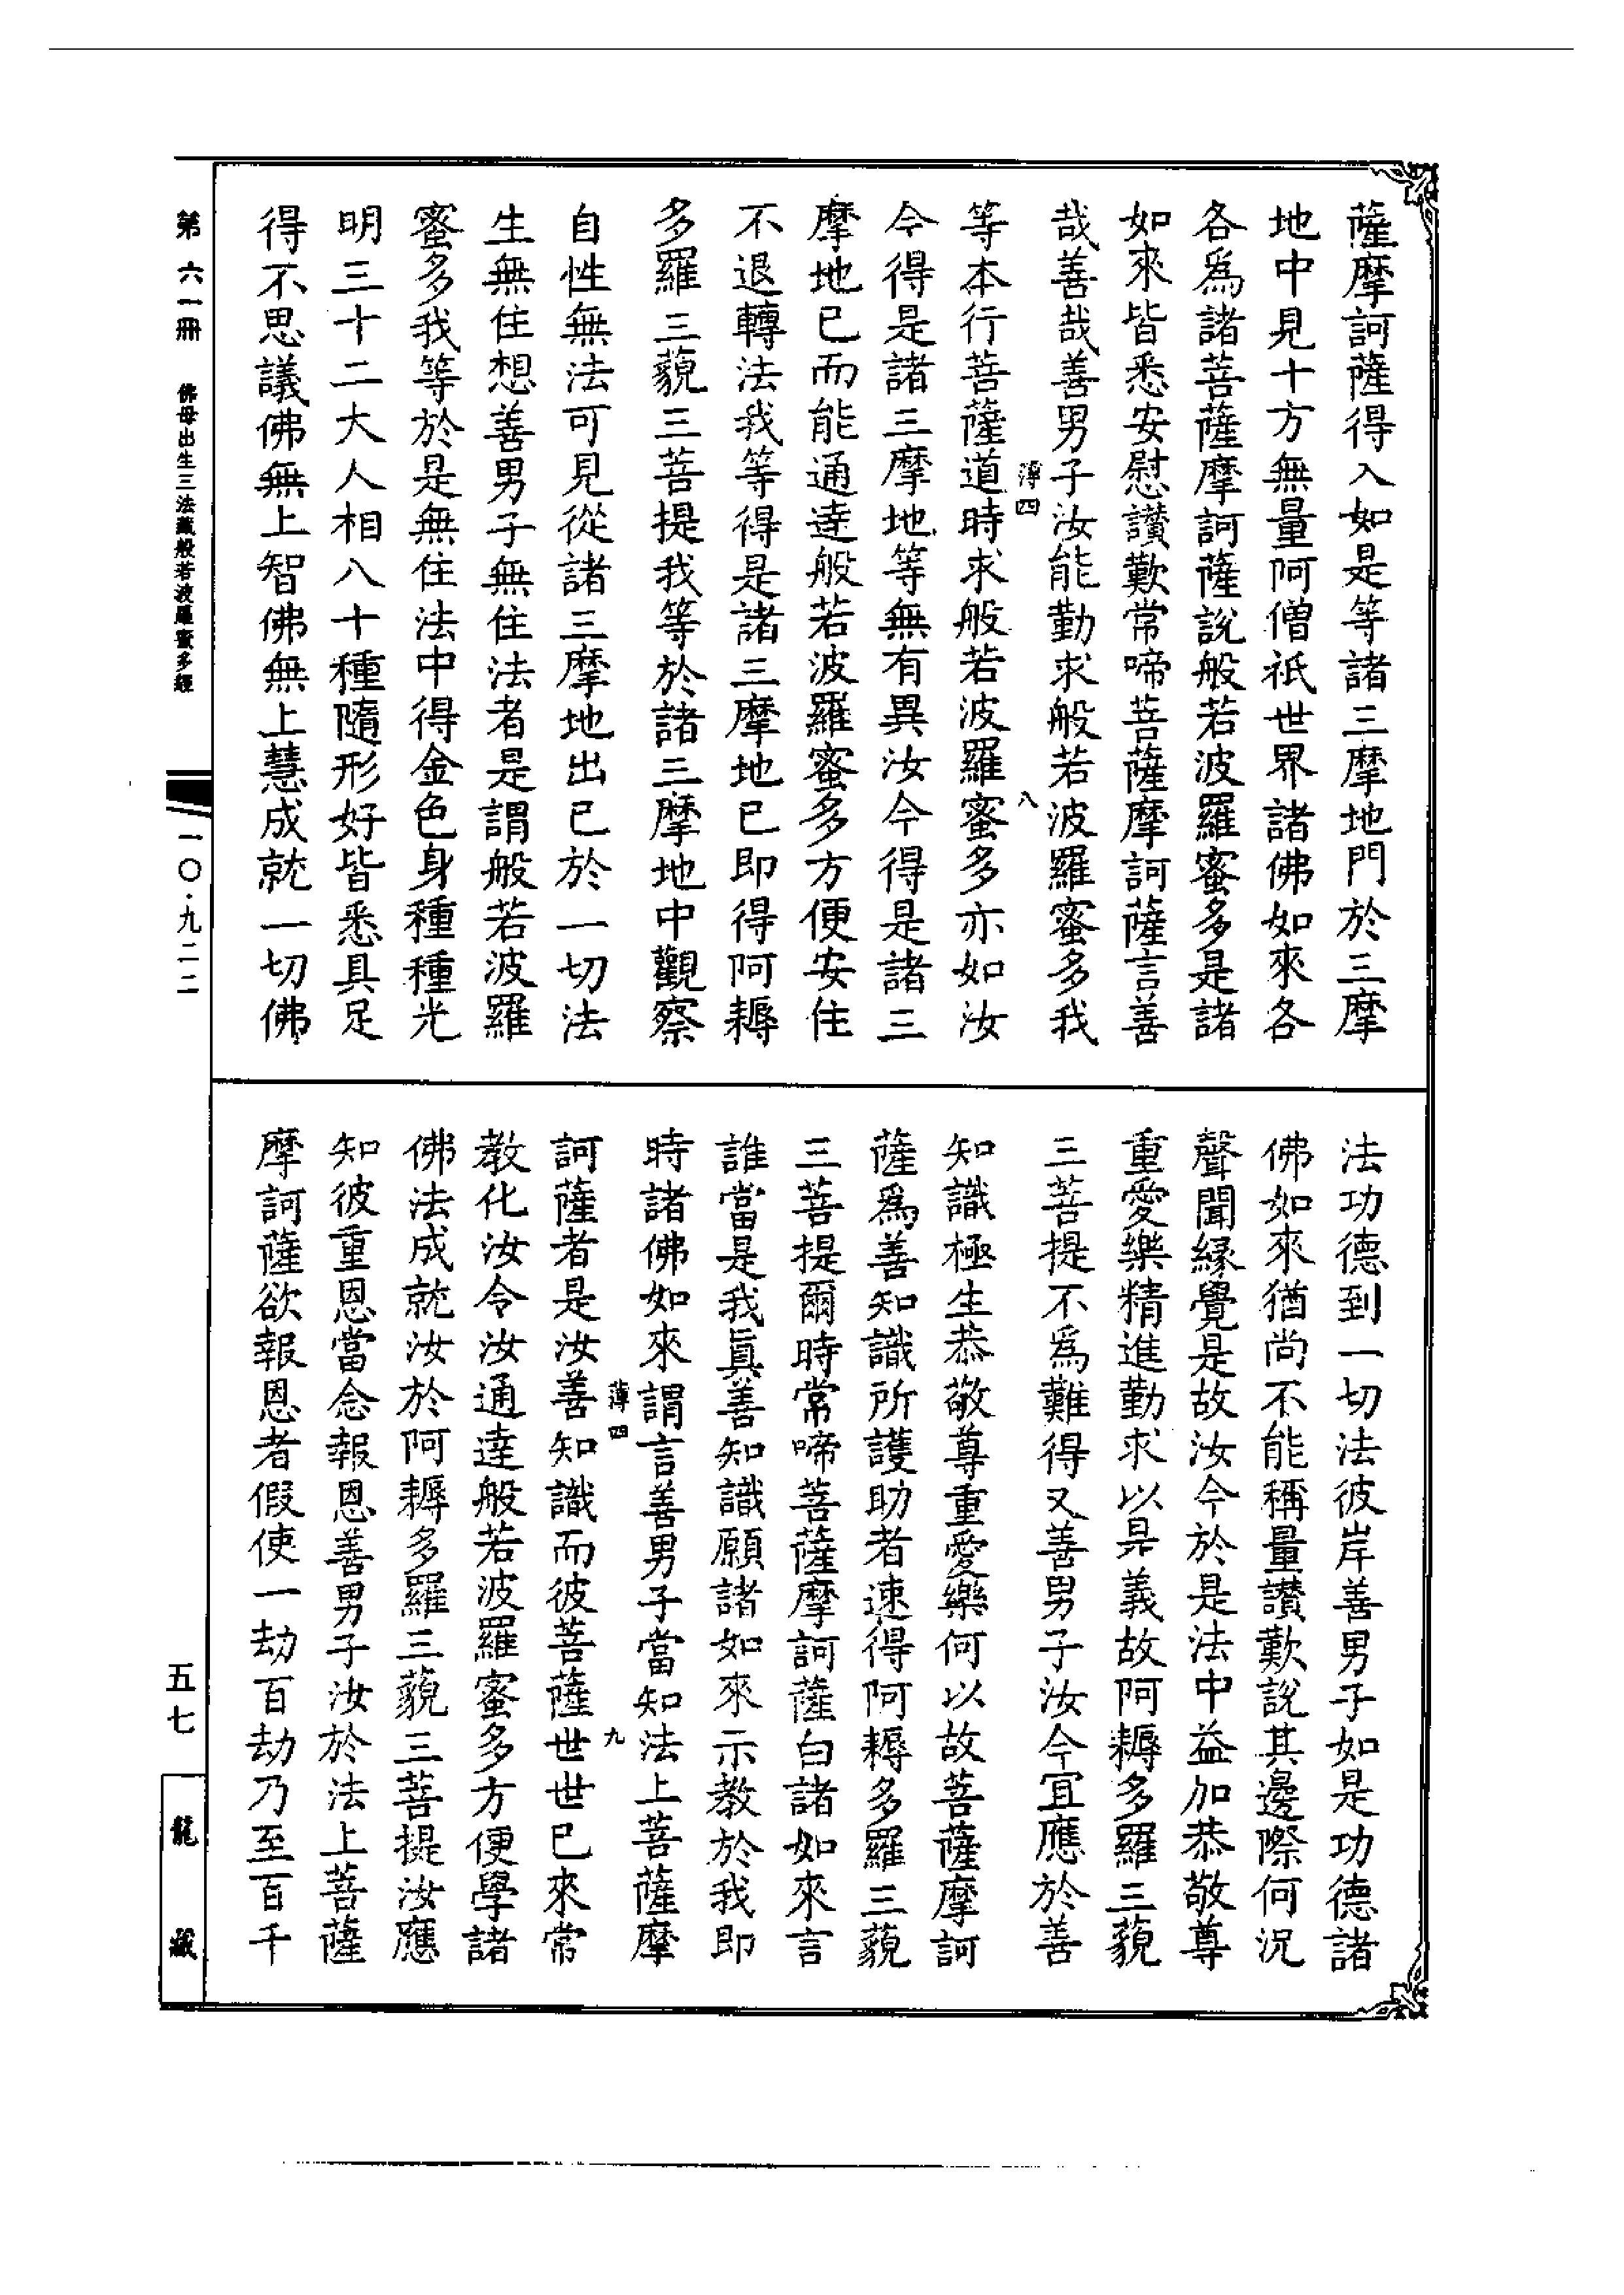 薩摩訶薩得入如是等諸三摩地門於三摩
地中見十方無量阿僧祇世界諸佛如來各
各爲諸菩薩摩訶薩說般若波羅蜜多是諸
如來皆悉安慰讚歎常啼菩薩摩訶薩言善
哉善哉善男子汝能勤求般若波羅蜜多我
薄四 八
等本行菩薩道時求般若波羅蜜多亦如汝
今得是諸三摩地等無有異汝今得是諸三
摩地已而能通達般若波羅蜜多方便安住
不退轉法我等得是諸三摩地已即得阿耨
多羅三藐三菩提我等於諸三摩地中觀察
自性無法可見從諸三摩地出已於一切法
生無住想善男子無住法者是謂般若波羅
蜜多我等於是無住法中得金色身種種光
明三十二大人相八十種隨形好皆悉具足
得不思議佛無上智佛無上慧成就一切佛
法功德到一切法彼岸善男子如是功德諸
佛如來猶尚不能稱量讚歎說其邊際何況
聲聞緣覺是故汝今於是法中益加恭敬尊
重愛樂精進勤求以是義故阿耨多羅三藐
三菩提不爲難得又善男子汝今宜應於善
知識極生恭敬尊重愛樂何以故菩薩摩訶
薩爲善知識所護助者速得阿耨多羅三藐
三菩提爾時常啼菩薩摩訶薩白諸如來言
誰當是我眞善知識願諸如來示教於我即
時諸佛如來謂言善男子當知法上菩薩摩
薄四 九
訶薩者是汝善知識而彼菩薩世世已來常
教化汝令汝通達般若波羅蜜多方便學諸
佛法成就汝於阿耨多羅三藐三菩提汝應
知彼重恩當念報恩善男子汝於法上菩薩
摩訶薩欲報恩者假使一劫百劫乃至百千
第六一冊 佛母出生三法藏般若波羅蜜多經
一〇·九二二
五七
龍藏